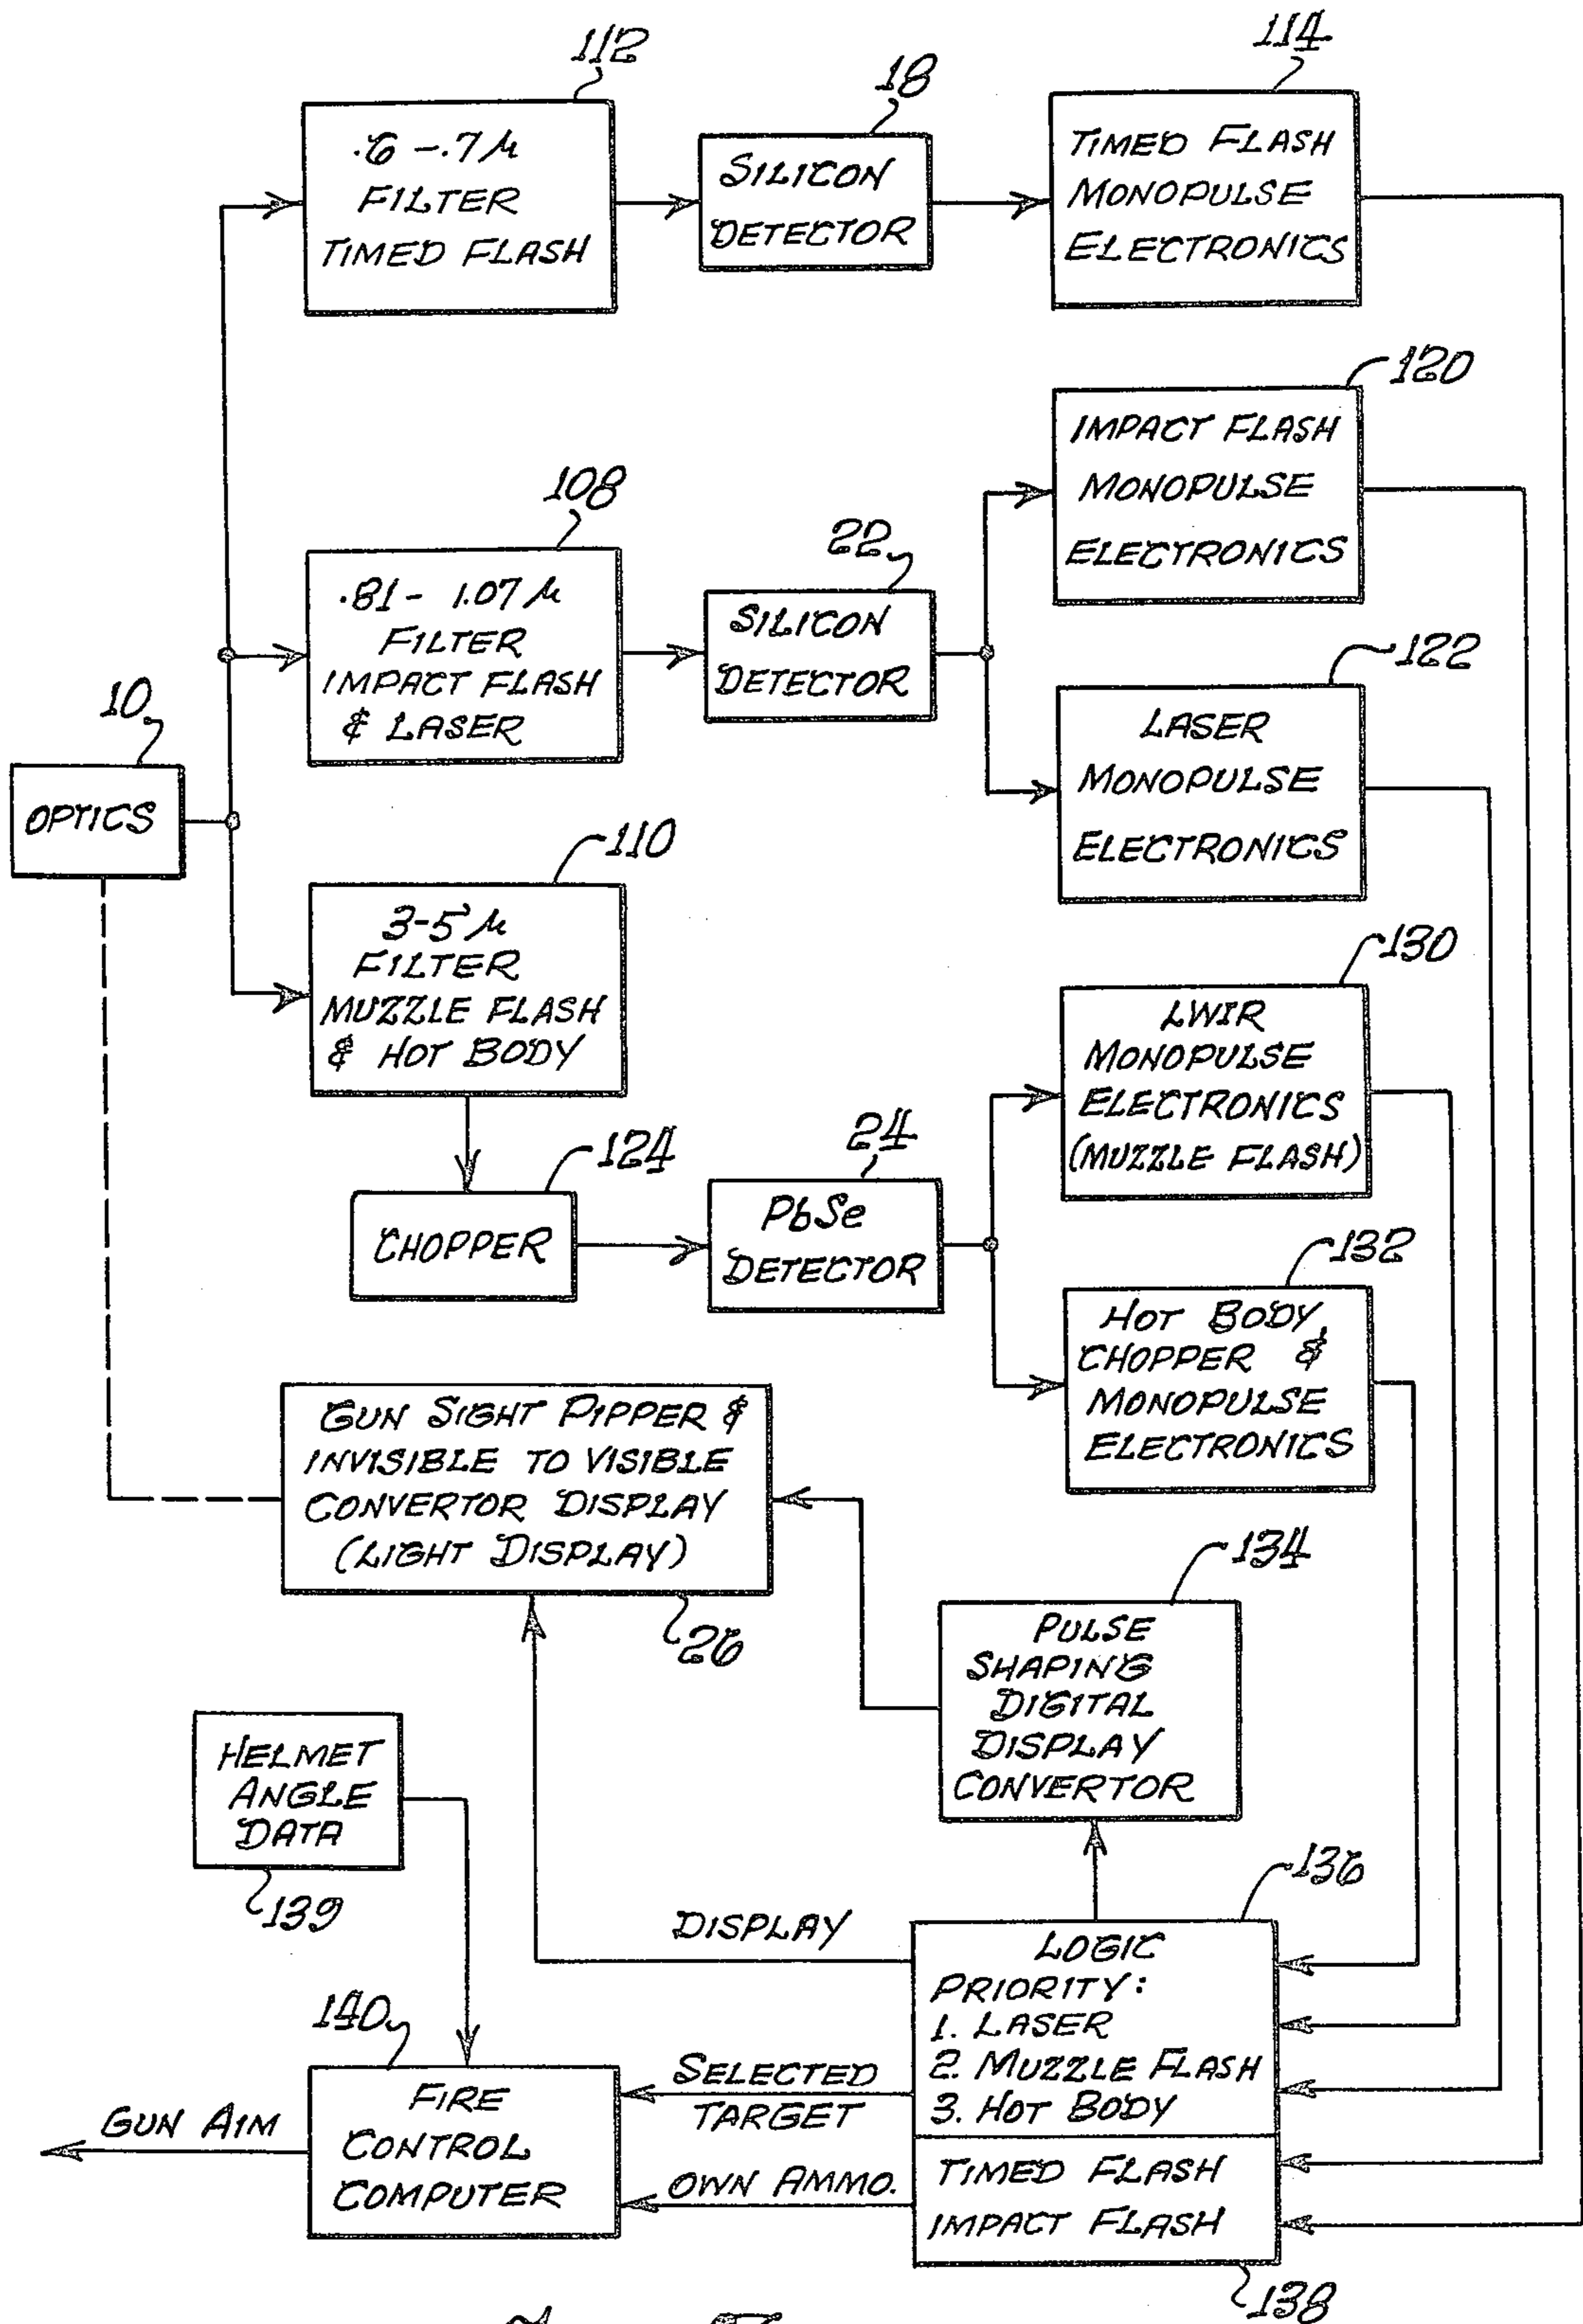 112
.6 - .7 μ
FILTER
TIMED FLASH
18
SILICON
DETECTOR
114
TIMED FLASH
MONOPULSE
ELECTRONICS
120
IMPACT FLASH
MONOPULSE
ELECTRONICS
108
.81 - 1.07 μ
FILTER
IMPACT FLASH
& LASER
22
SILICON
DETECTOR
122
LASER
MONOPULSE
ELECTRONICS
10
OPTICS
110
3-5 μ
FILTER
MUZZLE FLASH
& HOT BODY
130
LWIR
MONOPULSE
ELECTRONICS
(MUZZLE FLASH)
124
CHOPPER
24
PbSe
DETECTOR
132
HOT BODY,
CHOPPER &
MONOPULSE
ELECTRONICS
GUN SIGHT PIPPER &
INVISIBLE TO VISIBLE
CONVERTOR DISPLAY
(LIGHT DISPLAY)
26
134
PULSE
SHAPING
DIGITAL
DISPLAY
CONVERTOR
HELMET
ANGLE
DATA
139
DISPLAY
136
LOGIC
PRIORITY:
1. LASER
2. MUZZLE FLASH
3. HOT BODY
TIMED FLASH
IMPACT FLASH
138
140
FIRE
CONTROL
COMPUTER
SELECTED
TARGET
OWN AMMO.
GUN AIM